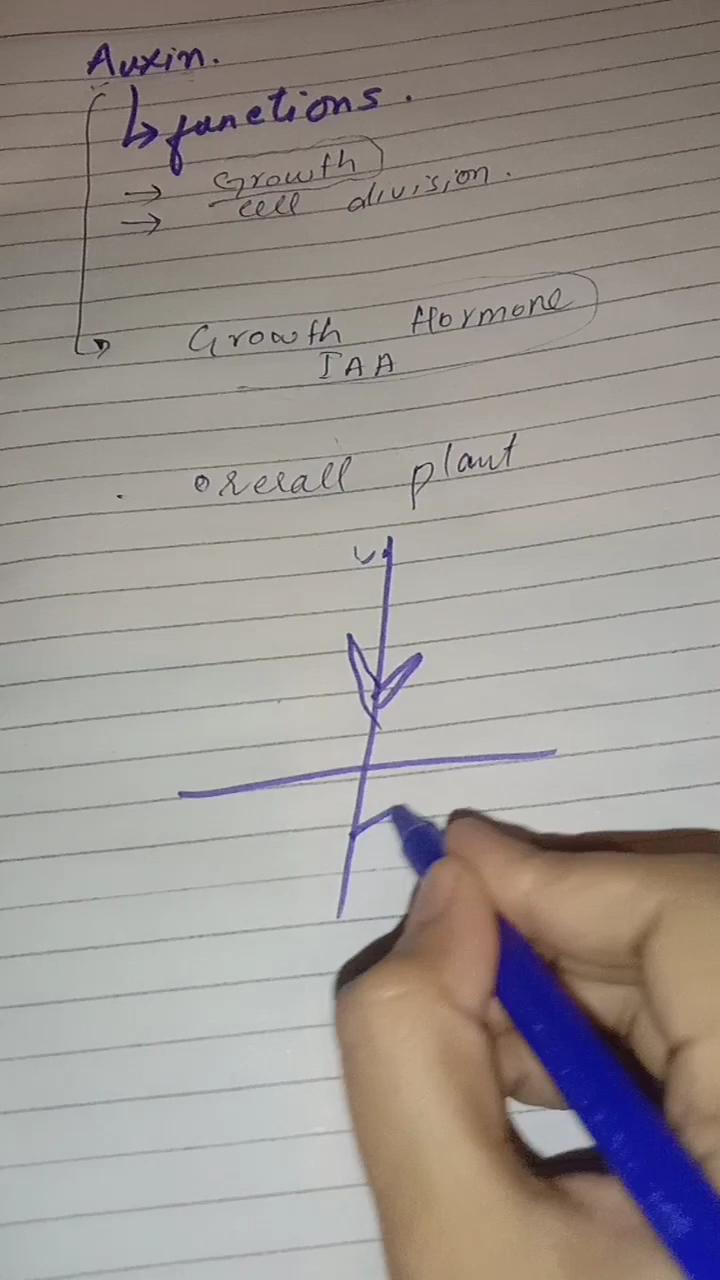 Auxin.
functions.
→ Growth
→ cell division.
Growth Hormone
IAA
overall plant